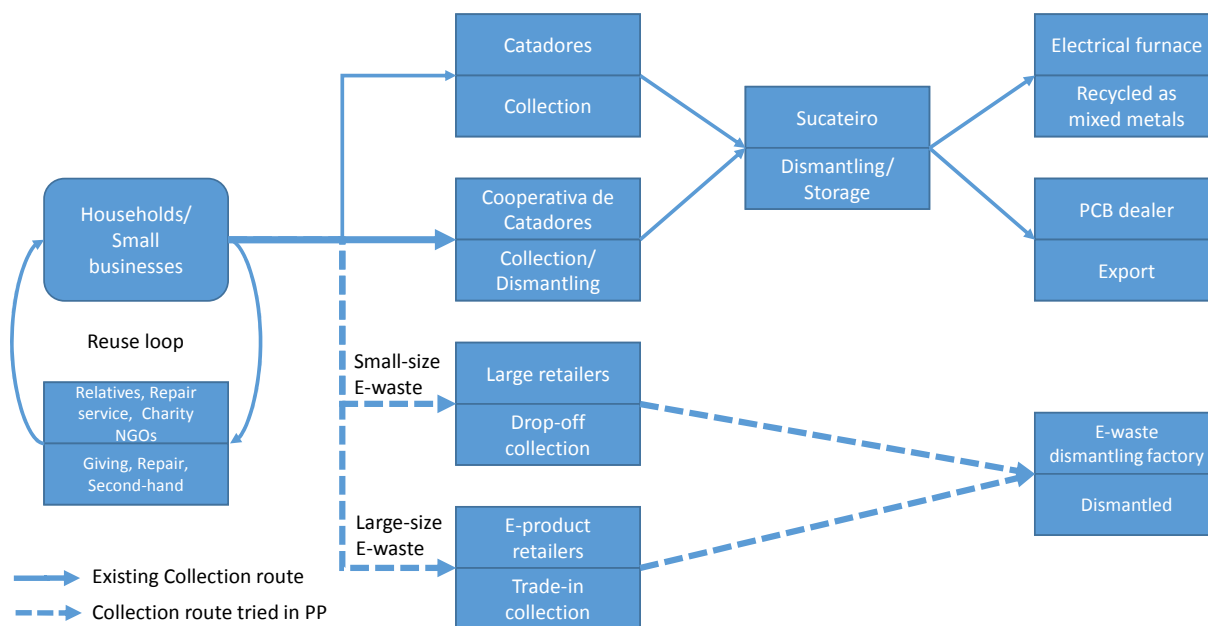 Households/
Small
businesses
Reuse loop
Relatives, Repair
service, Charity
NGOs
Giving, Repair,
Second-hand
Catadores
Collection
Cooperativa de
Catadores
Collection/
Dismantling
Small-size
E-waste
Large retailers
Drop-off
collection
Large-size
E-waste
E-product
retailers
Trade-in
collection
Sucateiro
Dismantling/
Storage
Electrical furnace
Recycled as
mixed metals
PCB dealer
Export
E-waste
dismantling factory
Dismantled
Existing Collection route
Collection route tried in PP